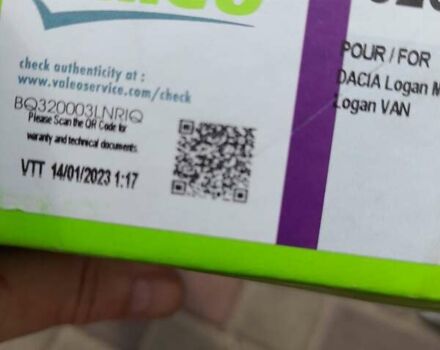 check authenticity at :
www.valeoservice.com/check
BQ320003LNRIQ
Please Scan the QR Code for
warranty and technical documents
VTT 14/01/2023 1:17
POUR / FOR
DACIA Logan M
Logan VAN